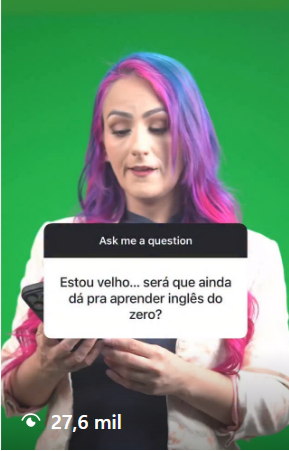 Ask me a question
Estou velho... será que ainda
dá pra aprender inglês do
zero?
27,6 mil